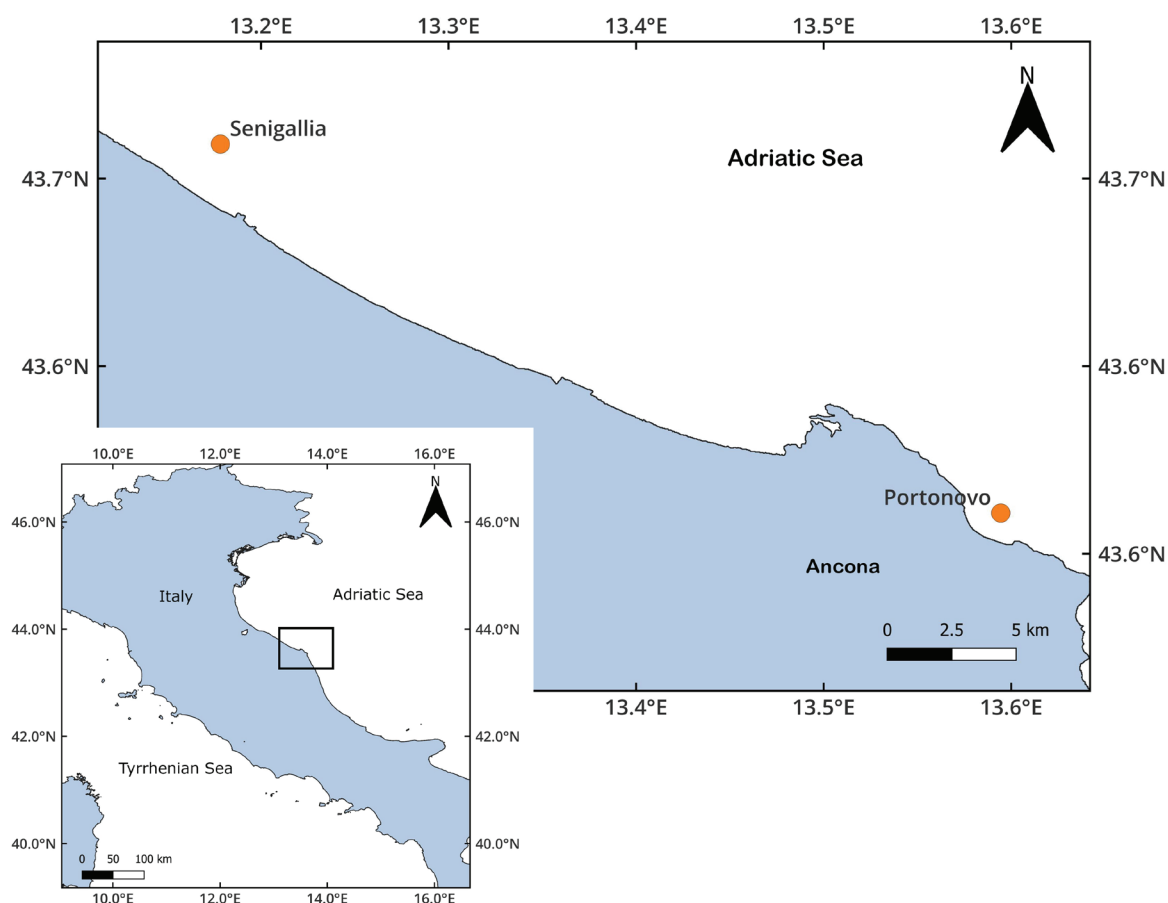 13.2°E 13.3°E 13.4°E 13.5°E 13.6°E
N
Senigallia
Adriatic Sea
43.7°N 43.7°N
43.6°N 43.6°N
Portonovo
43.6°N
Ancona
0 2.5 5 km
13.4°E 13.5°E 13.6°E
10.0°E 12.0°E 14.0°E 16.0°E
N
46.0°N 46.0°N
Italy
Adriatic Sea
44.0°N 44.0°N
42.0°N 42.0°N
Tyrrhenian Sea
40.0°N 40.0°N
0 50 100 km
10.0°E 12.0°E 14.0°E 16.0°E